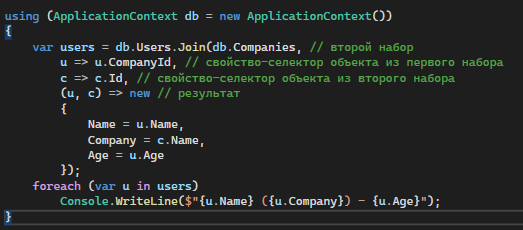 using (ApplicationContext db = new ApplicationContext())
{
    var users = db.Users.Join(db.Companies, // второй набор
        u => u.CompanyId, // свойство-селектор объекта из первого набора
        c => c.Id, // свойство-селектор объекта из второго набора
        (u, c) => new // результат
        {
            Name = u.Name,
            Company = c.Name,
            Age = u.Age
        });
    foreach (var u in users)
        Console.WriteLine($"{u.Name} ({u.Company}) - {u.Age}");
}